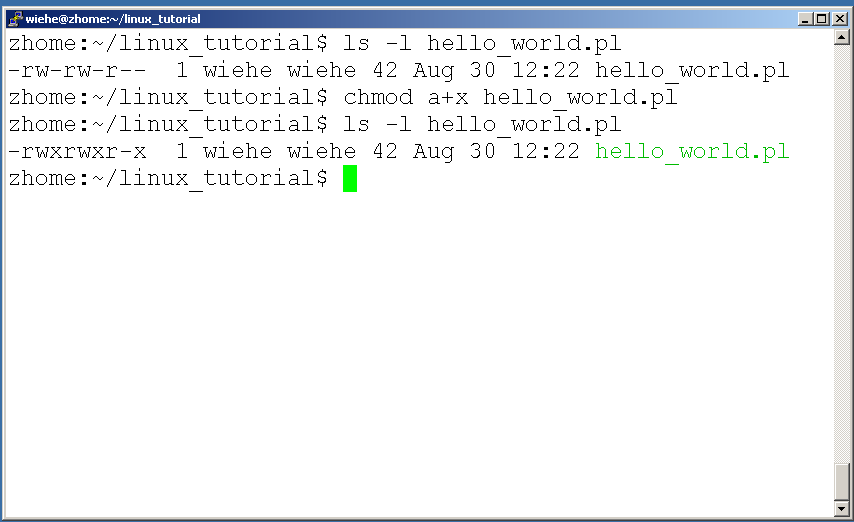 wiehe@zhome:~/linux_tutorial
zhome:~/linux_tutorial$ ls -l hello_world.pl
-rw-rw-r--  1 wiehe wiehe 42 Aug 30 12:22 hello_world.pl
zhome:~/linux_tutorial$ chmod a+x hello_world.pl
zhome:~/linux_tutorial$ ls -l hello_world.pl
-rwxrwxr-x  1 wiehe wiehe 42 Aug 30 12:22 hello_world.pl
zhome:~/linux_tutorial$